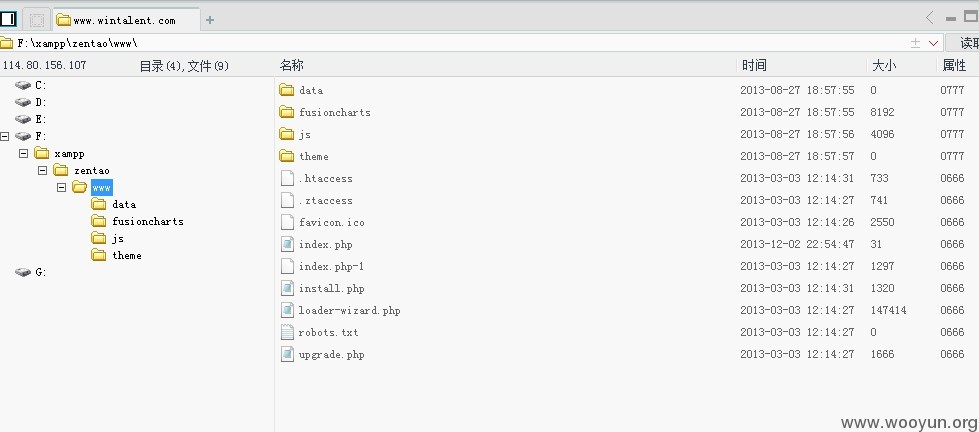 www.wintalent.com
F:\xampp\zentao\www\
读取
114.80.156.107 目录(4),文件(9) 名称 时间 大小 属性
C:
D:
E:
F:
xampp
zentao
www
data
fusioncharts
js
theme
G:
data 2013-08-27 18:57:55 0 0777
fusioncharts 2013-08-27 18:57:55 8192 0777
js 2013-08-27 18:57:56 4096 0777
theme 2013-08-27 18:57:57 0 0777
.htaccess 2013-03-03 12:14:31 733 0666
.ztaccess 2013-03-03 12:14:27 741 0666
favicon.ico 2013-03-03 12:14:26 2550 0666
index.php 2013-12-02 22:54:47 31 0666
index.php-1 2013-03-03 12:14:27 1297 0666
install.php 2013-03-03 12:14:31 1320 0666
loader-wizard.php 2013-03-03 12:14:27 147414 0666
robots.txt 2013-03-03 12:14:27 0 0666
upgrade.php 2013-03-03 12:14:27 1666 0666
www.wooyun.org